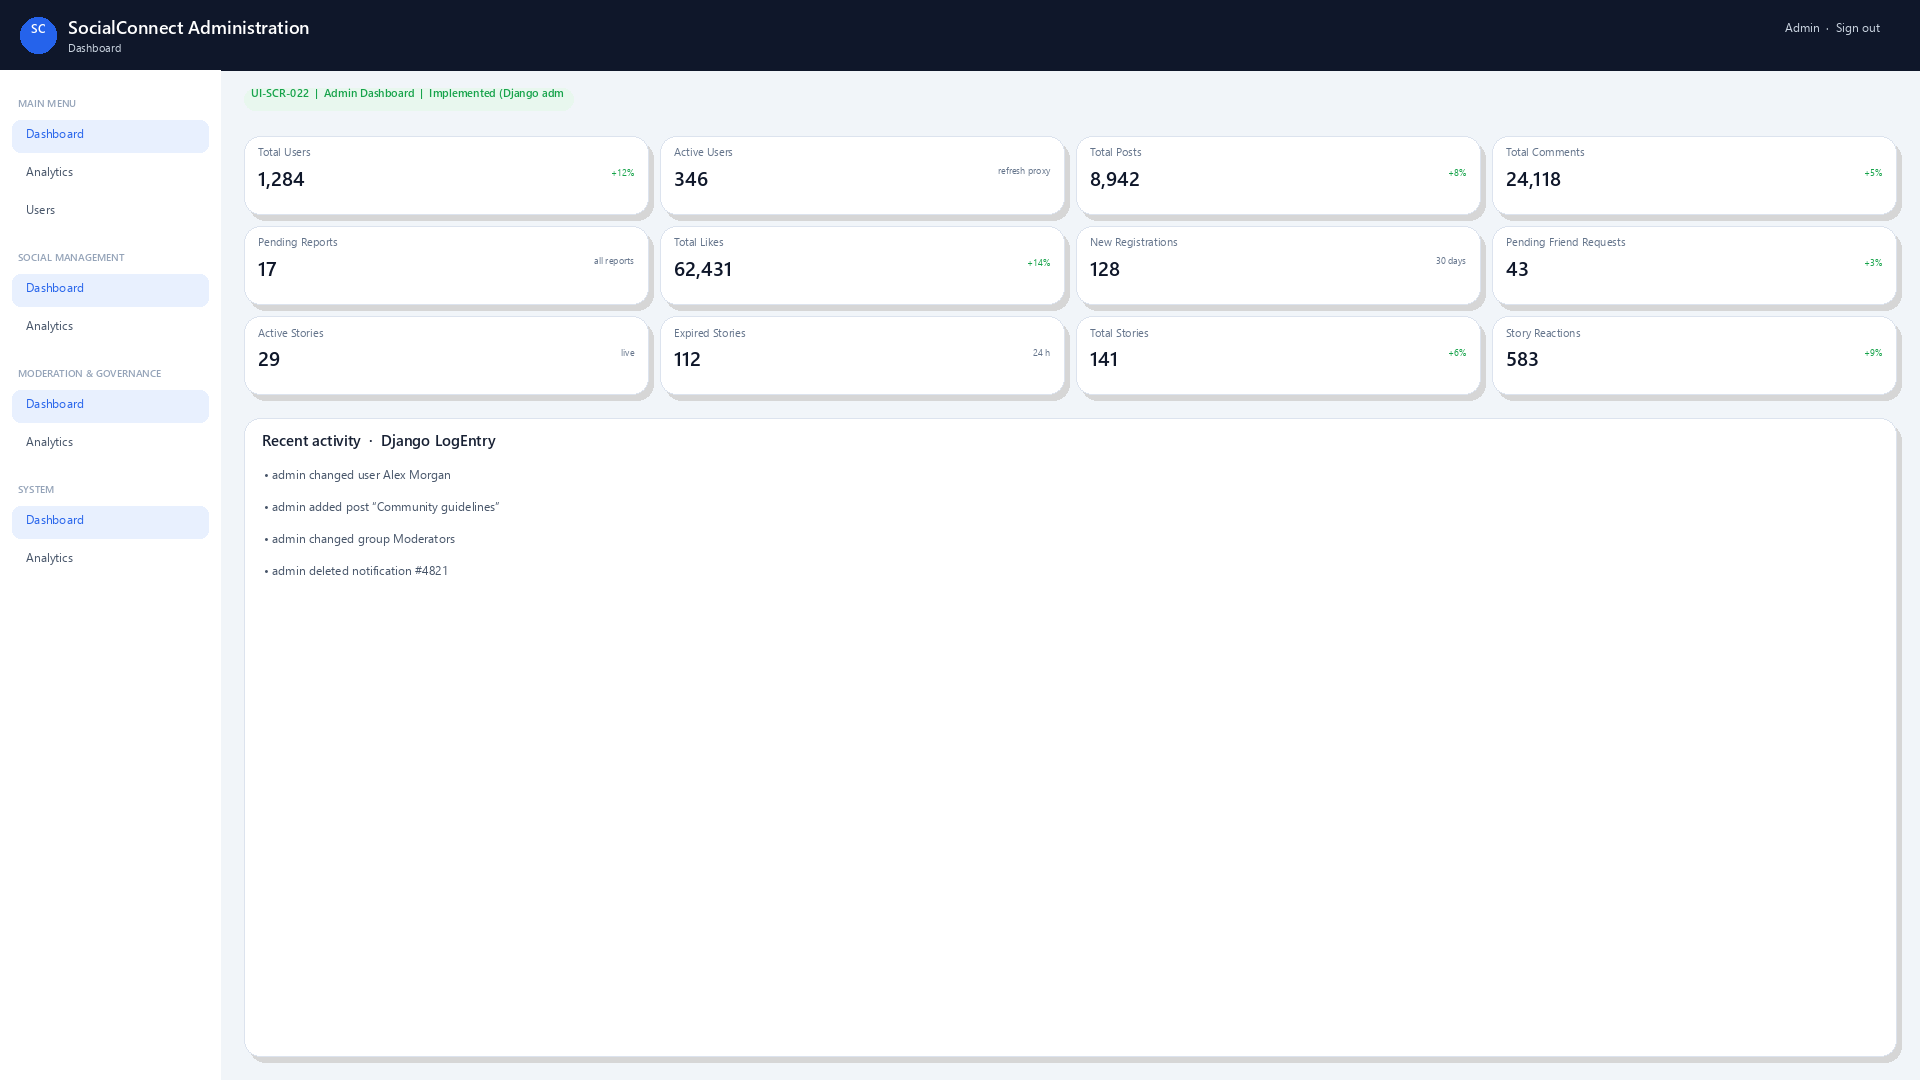 SC
SocialConnect Administration
Dashboard
Admin · Sign out
MAIN MENU
Dashboard
Analytics
Users
SOCIAL MANAGEMENT
Dashboard
Analytics
MODERATION & GOVERNANCE
Dashboard
Analytics
SYSTEM
Dashboard
Analytics
UI-SCR-022 | Admin Dashboard | Implemented (Django adm
Total Users
1,284
+12%
Active Users
346
refresh proxy
Total Posts
8,942
+8%
Total Comments
24,118
+5%
Pending Reports
17
all reports
Total Likes
62,431
+14%
New Registrations
128
30 days
Pending Friend Requests
43
+3%
Active Stories
29
live
Expired Stories
112
24 h
Total Stories
141
+6%
Story Reactions
583
+9%
Recent activity · Django LogEntry
• admin changed user Alex Morgan
• admin added post “Community guidelines”
• admin changed group Moderators
• admin deleted notification #4821